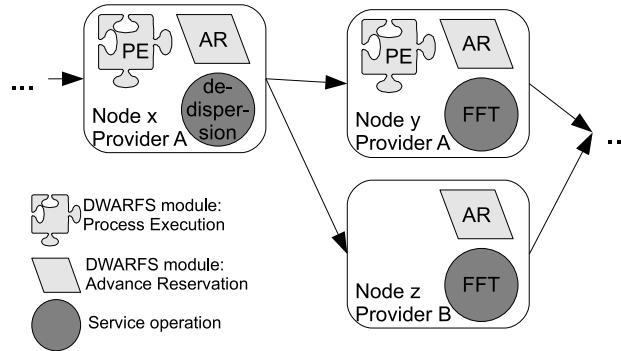 ...
PE
AR
de-
disper-
sion
Node x
Provider A
PE
AR
FFT
Node y
Provider A
..
AR
FFT
Node z
Provider B
DWARFS module:
Process Execution
DWARFS module:
Advance Reservation
Service operation